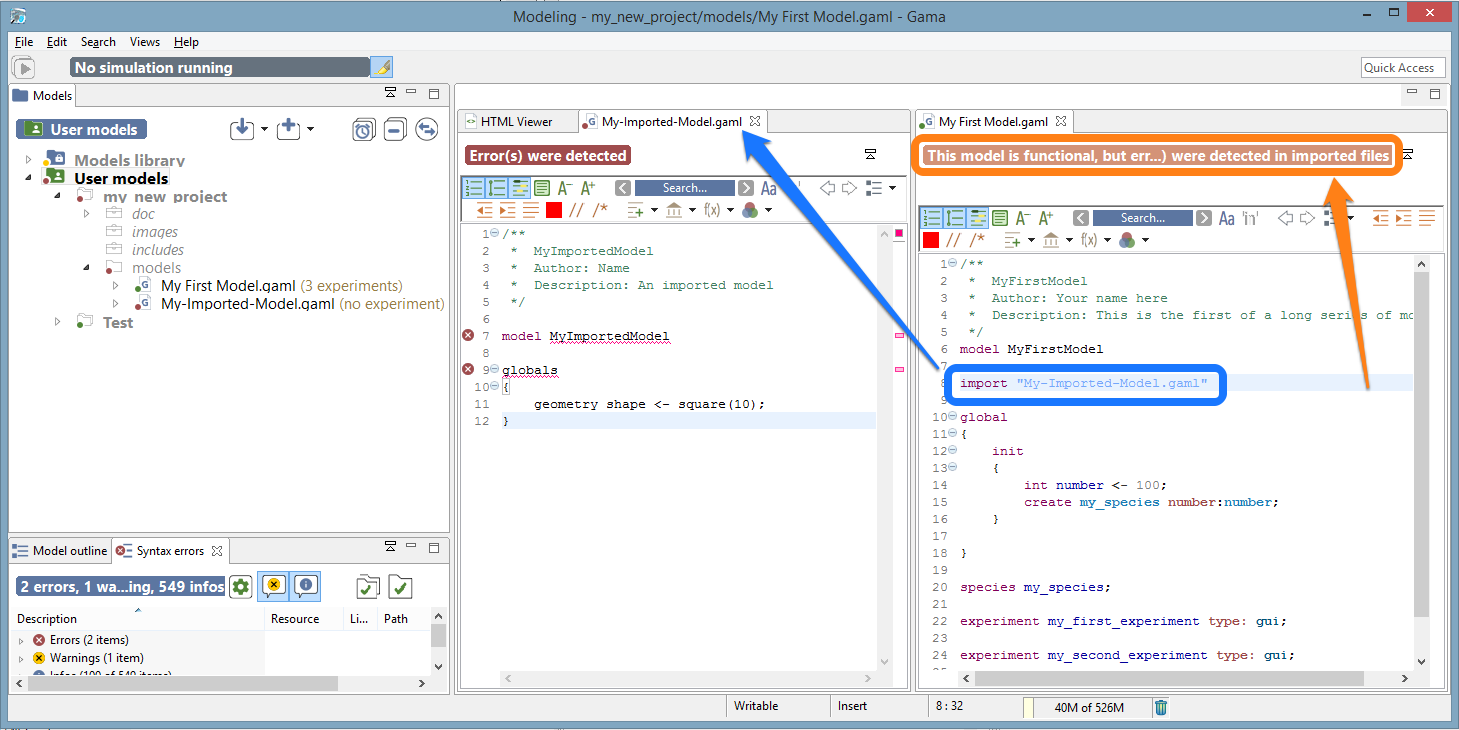 Modeling - my_new_project/models/My First Model.gaml - Gama
File Edit Search Views Help
No simulation running
Quick Access
Models
User models
Models library
User models
my_new_project
doc
images
includes
models
My First Model.gaml (3 experiments)
My-Imported-Model.gaml (no experiment)
Test
Model outline
Syntax errors
2 errors, 1 wa...ing, 549 infos
Description Resource Li... Path
Errors (2 items)
Warnings (1 item)
HTML Viewer
My-Imported-Model.gaml
Error(s) were detected
A⁻ A⁺ Search... Aa
// /* f(x)
1 /**
2 * MyImportedModel
3 * Author: Name
4 * Description: An imported model
5 */
6
7 model MyImportedModel
8
9 globals
10 {
11 geometry shape <- square(10);
12 }
My First Model.gaml
This model is functional, but err...) were detected in imported files
A⁻ A⁺ Search... Aa
// /* f(x)
1 /**
2 * MyFirstModel
3 * Author: Your name here
4 * Description: This is the first of a long series of mo
5 */
6 model MyFirstModel
7
8 import "My-Imported-Model.gaml"
9
10 global
11 {
12 init
13 {
14 int number <- 100;
15 create my_species number:number;
16 }
17
18 }
19
20 species my_species;
21
22 experiment my_first_experiment type: gui;
23
24 experiment my_second_experiment type: gui;
Writable
Insert
8 : 32
40M of 526M